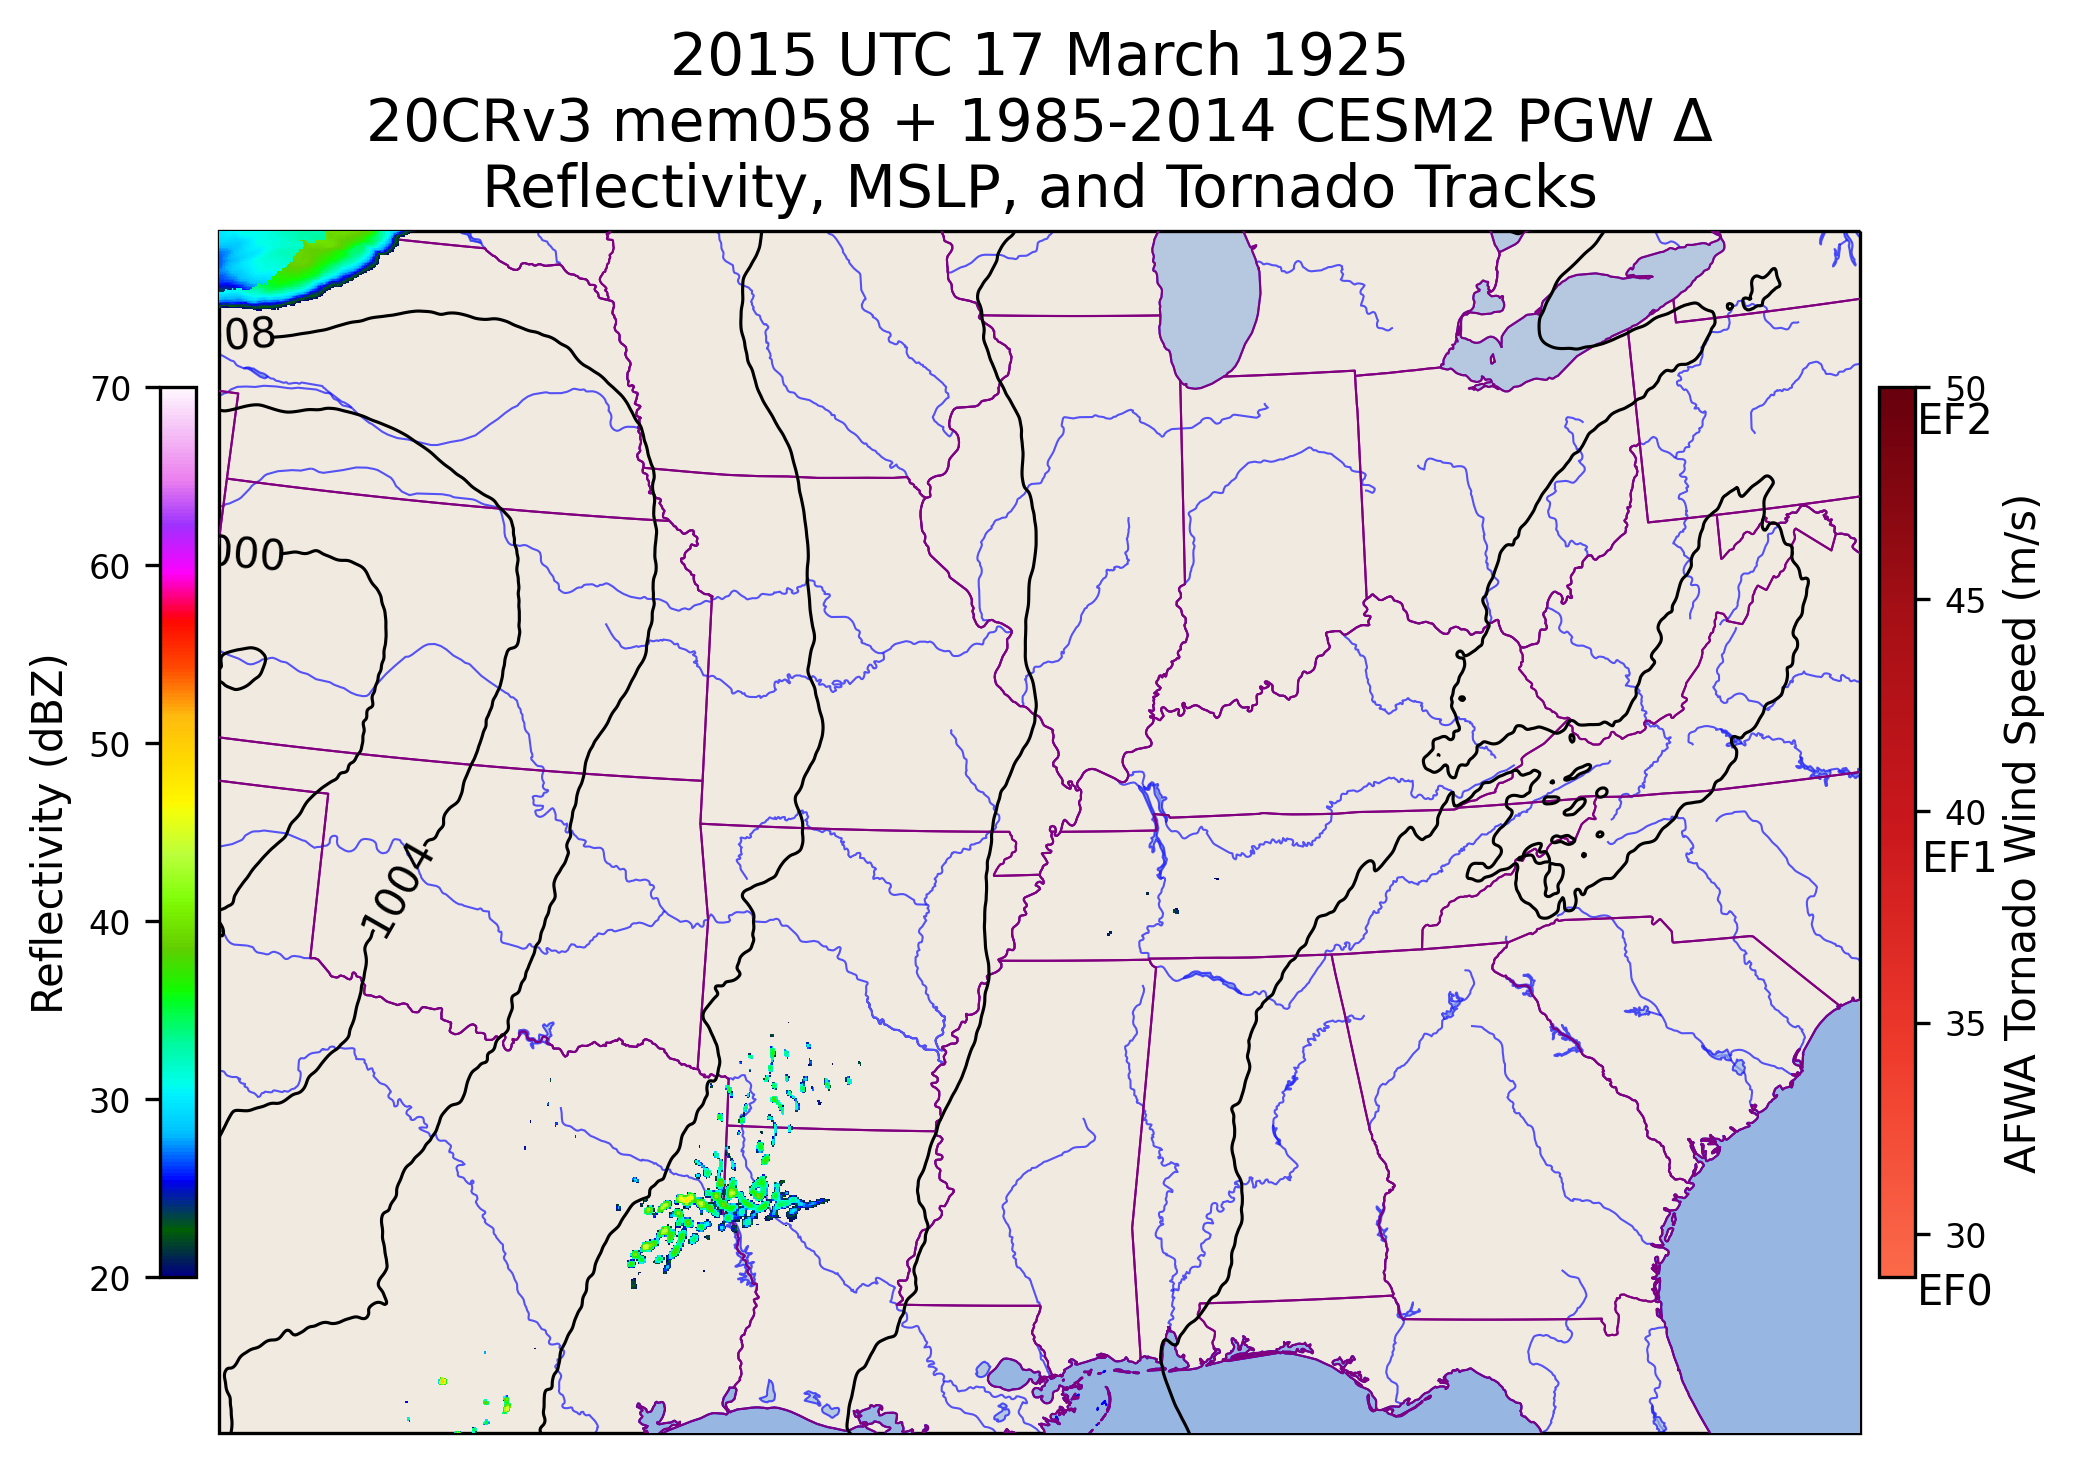 2015 UTC 17 March 1925
20CRv3 mem058 + 1985-2014 CESM2 PGW Δ
Reflectivity, MSLP, and Tornado Tracks
08
000
1004
70
60
50
40
30
20
Reflectivity (dBZ)
50
EF2
45
40
EF1
35
30
EF0
AFWA Tornado Wind Speed (m/s)